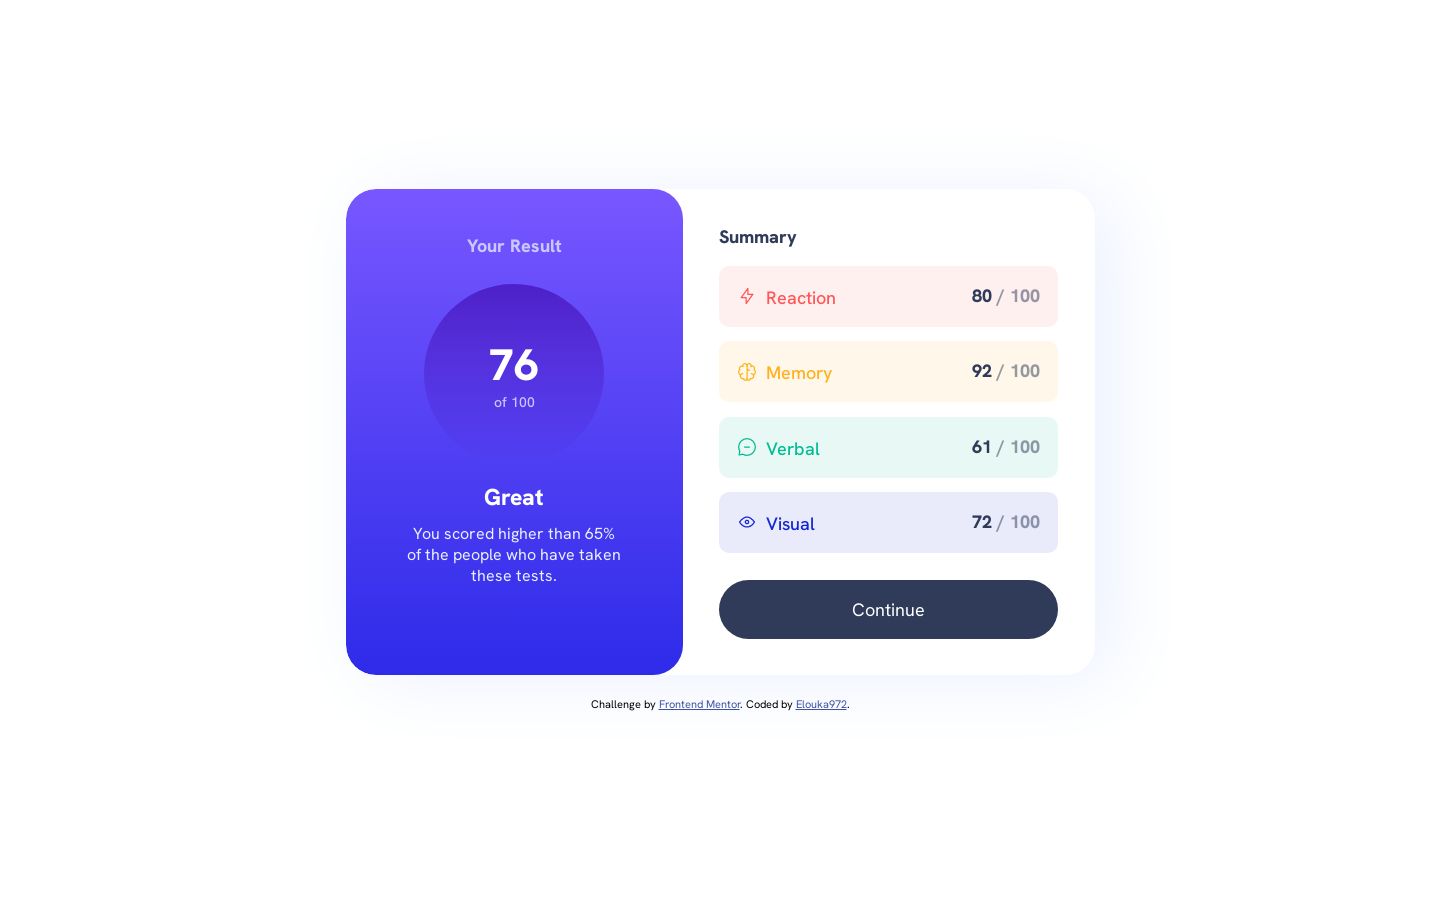 Your Result
76
of 100
Great
You scored higher than 65%
of the people who have taken
these tests.
Summary
Reaction 80 / 100
Memory 92 / 100
Verbal 61 / 100
Visual 72 / 100
Continue
Challenge by Frontend Mentor. Coded by Elouka972.